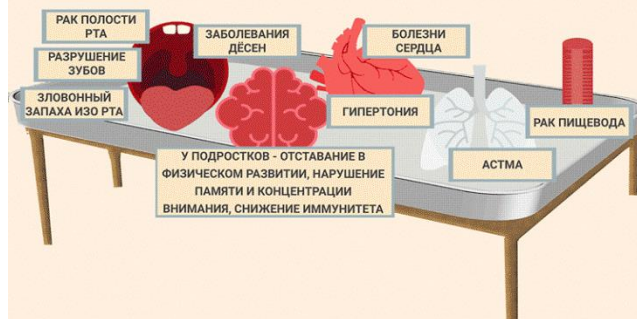 РАК ПОЛОСТИ
РТА
РАЗРУШЕНИЕ
ЗУБОВ
ЗЛОВОННЫЙ
ЗАПАХА ИЗО РТА
ЗАБОЛЕВАНИЯ
ДЁСЕН
БОЛЕЗНИ
СЕРДЦА
ГИПЕРТОНИЯ
РАК ПИЩЕВОДА
АСТМА
У ПОДРОСТКОВ - ОТСТАВАНИЕ В
ФИЗИЧЕСКОМ РАЗВИТИИ, НАРУШЕНИЕ
ПАМЯТИ И КОНЦЕНТРАЦИИ
ВНИМАНИЯ, СНИЖЕНИЕ ИММУНИТЕТА